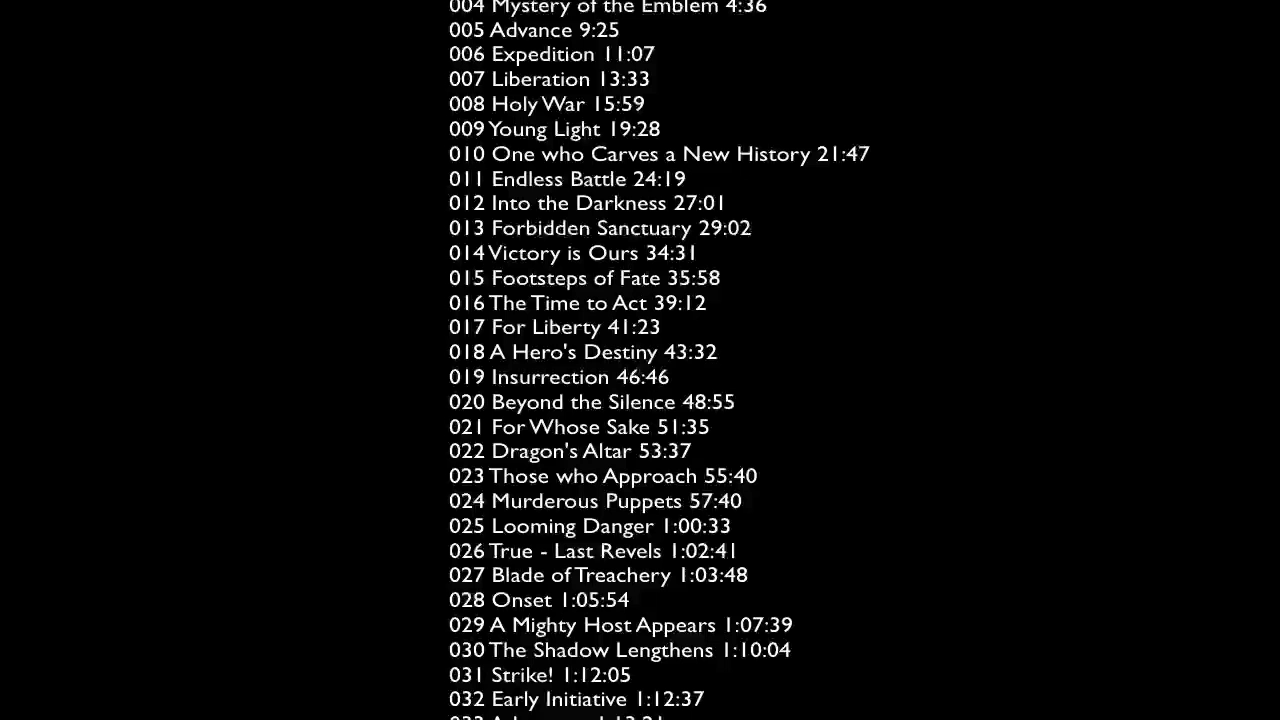 004 Mystery of the Emblem 4:36
005 Advance 9:25
006 Expedition 11:07
007 Liberation 13:33
008 Holy War 15:59
009 Young Light 19:28
010 One who Carves a New History 21:47
011 Endless Battle 24:19
012 Into the Darkness 27:01
013 Forbidden Sanctuary 29:02
014 Victory is Ours 34:31
015 Footsteps of Fate 35:58
016 The Time to Act 39:12
017 For Liberty 41:23
018 A Hero's Destiny 43:32
019 Insurrection 46:46
020 Beyond the Silence 48:55
021 For Whose Sake 51:35
022 Dragon's Altar 53:37
023 Those who Approach 55:40
024 Murderous Puppets 57:40
025 Looming Danger 1:00:33
026 True - Last Revels 1:02:41
027 Blade of Treachery 1:03:48
028 Onset 1:05:54
029 A Mighty Host Appears 1:07:39
030 The Shadow Lengthens 1:10:04
031 Strike! 1:12:05
032 Early Initiative 1:12:37